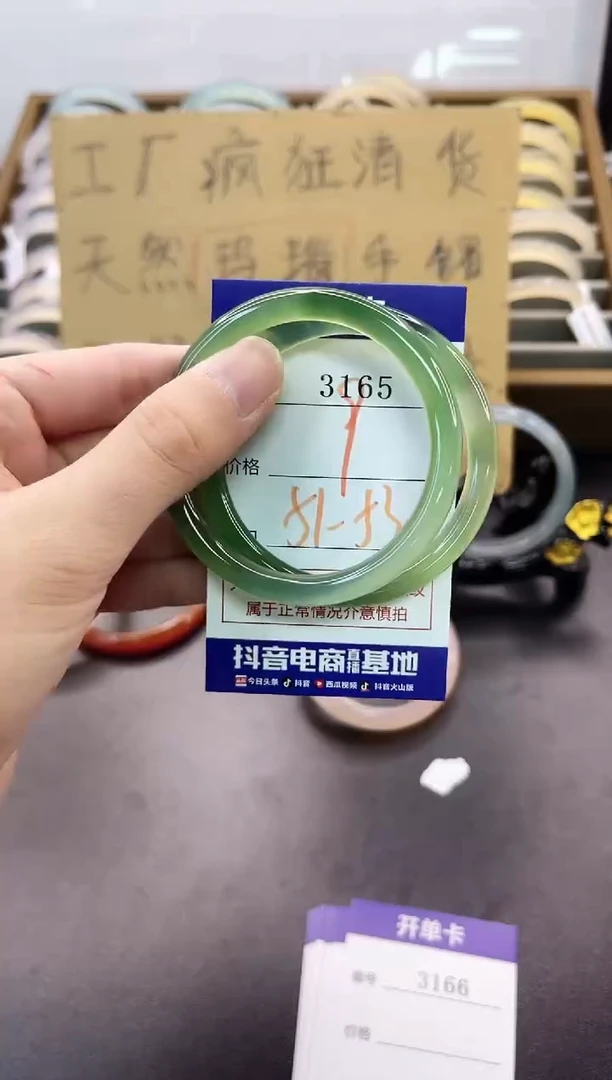 工厂疯狂清货
天然玛瑙手镯
3165
价格
51-53
属于正常情况介意慎拍
抖音电商直播基地
今日头条 抖音 西瓜视频 抖音火山版
开单卡
编号 3166
价格